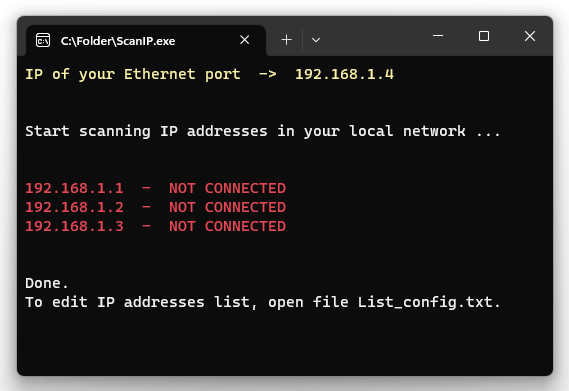 C:\Folder\ScanIP.exe
IP of your Ethernet port  ->  192.168.1.4
Start scanning IP addresses in your local network ...
192.168.1.1  -  NOT CONNECTED
192.168.1.2  -  NOT CONNECTED
192.168.1.3  -  NOT CONNECTED
Done.
To edit IP addresses list, open file List_config.txt.